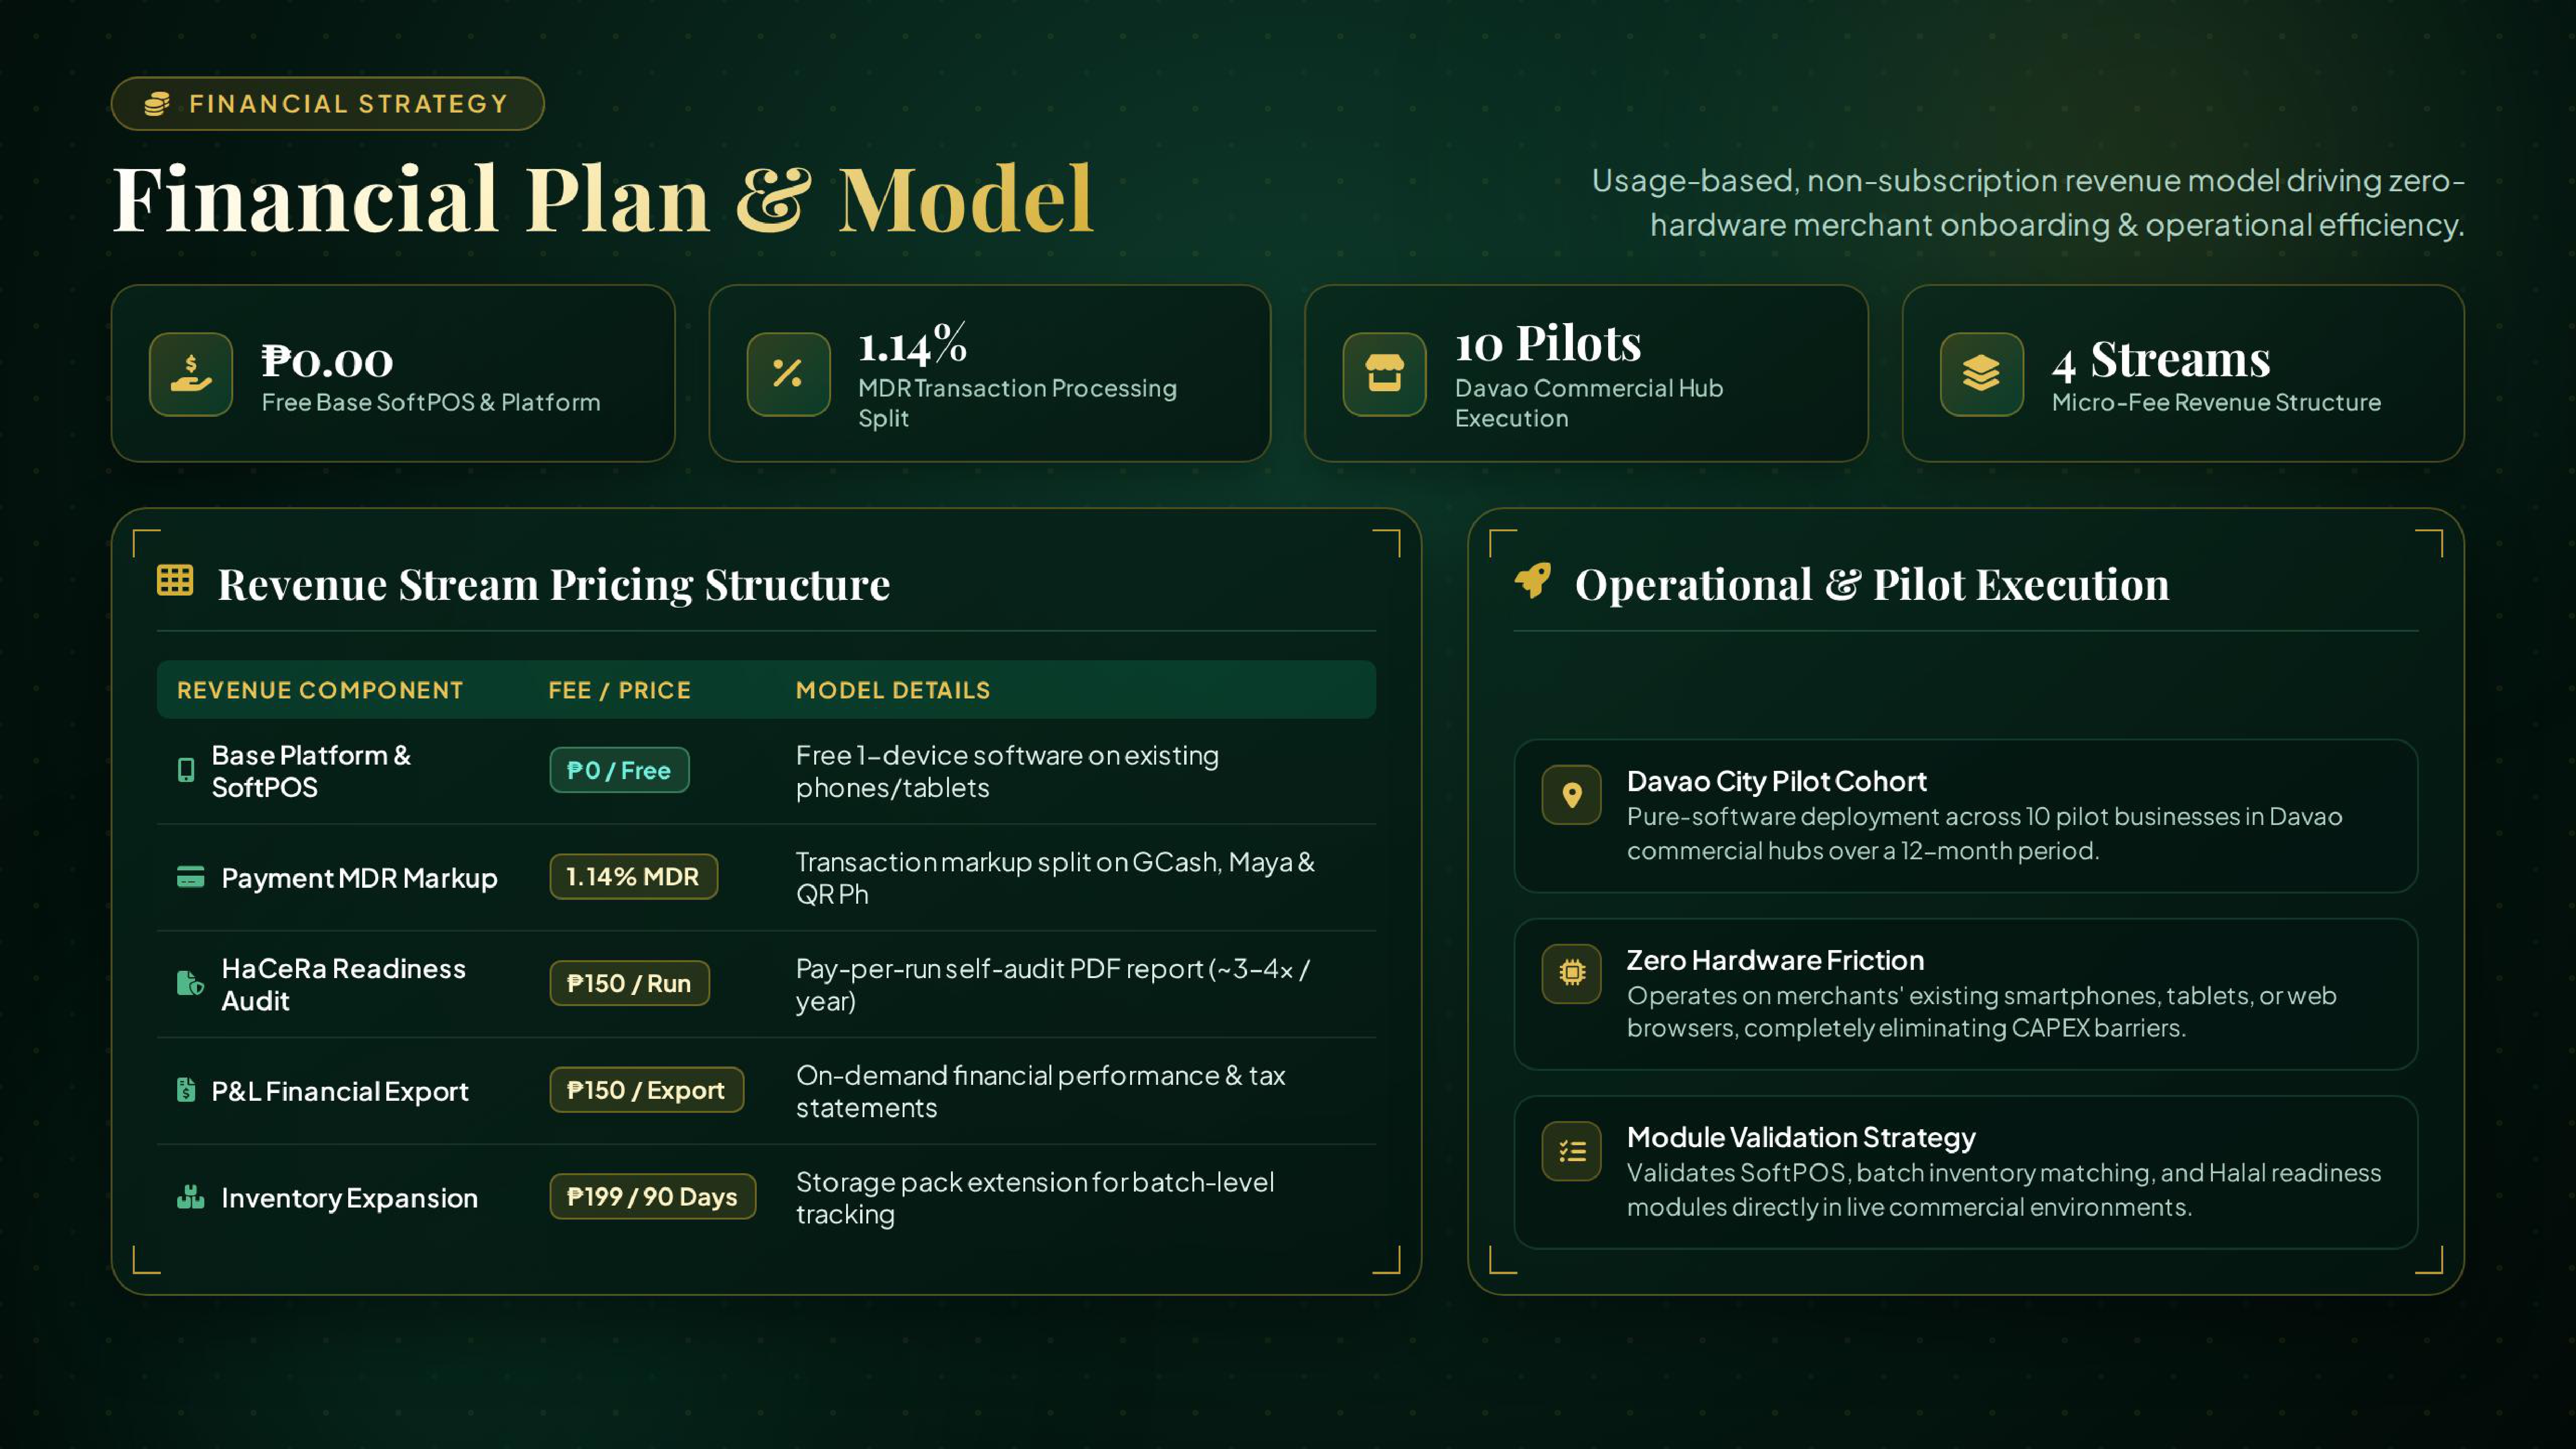 FINANCIAL STRATEGY
Financial Plan & Model
Usage-based, non-subscription revenue model driving zero-
hardware merchant onboarding & operational efficiency.
₱0.00
Free Base SoftPOS & Platform
1.14%
MDR Transaction Processing
Split
10 Pilots
Davao Commercial Hub
Execution
4 Streams
Micro-Fee Revenue Structure
Revenue Stream Pricing Structure
REVENUE COMPONENT FEE / PRICE MODEL DETAILS
Base Platform &
SoftPOS
₱0 / Free
Free 1-device software on existing
phones/tablets
Payment MDR Markup
1.14% MDR
Transaction markup split on GCash, Maya &
QR Ph
HaCeRa Readiness
Audit
₱150 / Run
Pay-per-run self-audit PDF report (~3-4x /
year)
P&L Financial Export
₱150 / Export
On-demand financial performance & tax
statements
Inventory Expansion
₱199 / 90 Days
Storage pack extension for batch-level
tracking
Operational & Pilot Execution
Davao City Pilot Cohort
Pure-software deployment across 10 pilot businesses in Davao
commercial hubs over a 12-month period.
Zero Hardware Friction
Operates on merchants' existing smartphones, tablets, or web
browsers, completely eliminating CAPEX barriers.
Module Validation Strategy
Validates SoftPOS, batch inventory matching, and Halal readiness
modules directly in live commercial environments.